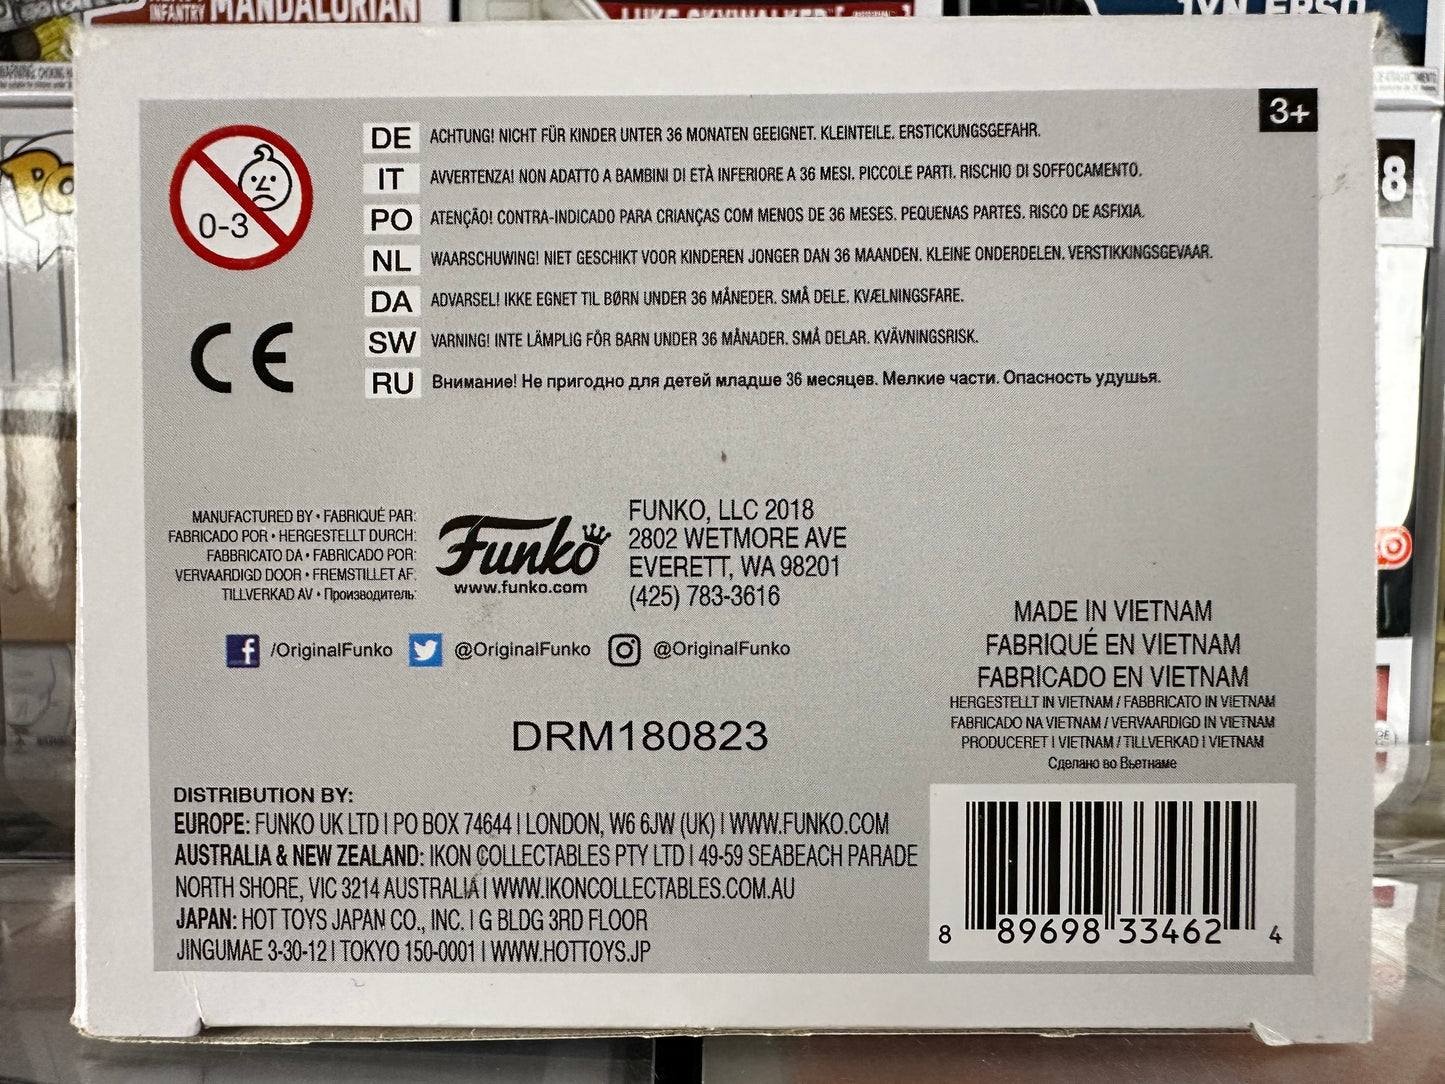 INFANTRY MANDALORIAN
LUKE SKYWALKER
JYN ERSO
3+
0-3
DE ACHTUNG! NICHT FÜR KINDER UNTER 36 MONATEN GEEIGNET. KLEINTEILE. ERSTICKUNGSGEFAHR.
IT AVVERTENZA! NON ADATTO A BAMBINI DI ETÀ INFERIORE A 36 MESI. PICCOLE PARTI. RISCHIO DI SOFFOCAMENTO.
PO ATENÇÃO! CONTRA-INDICADO PARA CRIANÇAS COM MENOS DE 36 MESES. PEQUENAS PARTES. RISCO DE ASFIXIA.
NL WAARSCHUWING! NIET GESCHIKT VOOR KINDEREN JONGER DAN 36 MAANDEN. KLEINE ONDERDELEN. VERSTIKKINGSGEVAAR.
DA ADVARSEL! IKKE EGNET TIL BØRN UNDER 36 MÅNEDER. SMÅ DELE. KVÆLNINGSFARE.
SW VARNING! INTE LÄMPLIG FÖR BARN UNDER 36 MÅNADER. SMÅ DELAR. KVÄVNINGSRISK.
RU Внимание! Не пригодно для детей младше 36 месяцев. Мелкие части. Опасность удушья.
CE
8
MANUFACTURED BY • FABRIQUÉ PAR:
FABRICADO POR • HERGESTELLT DURCH:
FABBRICATO DA • FABRICADO POR:
VERVAARDIGD DOOR • FREMSTILLET AF:
TILLVERKAD AV • Производитель:
Funko
www.funko.com
FUNKO, LLC 2018
2802 WETMORE AVE
EVERETT, WA 98201
(425) 783-3616
/OriginalFunko @OriginalFunko @OriginalFunko
MADE IN VIETNAM
FABRIQUÉ EN VIETNAM
FABRICADO EN VIETNAM
HERGESTELLT IN VIETNAM / FABBRICATO IN VIETNAM
FABRICADO NA VIETNAM / VERVAARDIGD IN VIETNAM
PRODUCERET I VIETNAM / TILLVERKAD I VIETNAM
Сделано во Вьетнаме
DRM180823
DISTRIBUTION BY:
EUROPE: FUNKO UK LTD | PO BOX 74644 | LONDON, W6 6JW (UK) | WWW.FUNKO.COM
AUSTRALIA & NEW ZEALAND: IKON COLLECTABLES PTY LTD | 49-59 SEABEACH PARADE
NORTH SHORE, VIC 3214 AUSTRALIA | WWW.IKONCOLLECTABLES.COM.AU
JAPAN: HOT TOYS JAPAN CO., INC. | G BLDG 3RD FLOOR
JINGUMAE 3-30-12 | TOKYO 150-0001 | WWW.HOTTOYS.JP
8 89698 33462 4